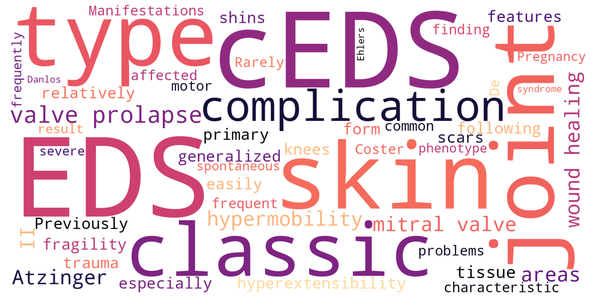 Manifestations
type
cEDS
shins
finding
features
frequently
Danlos
affected
motor
Rarely
Ehlers
Pregnancy
relatively
De
syndrome
valve prolapse
complication
joint
result
primary
form
common
following
severe
generalized
knees
Coster
phenotype
scars
wound healing
EDS
spontaneous
skin
easily
frequent
II
Previously
hypermobility
mitral valve
fragility
classic
problems
trauma
tissue
areas
Atzinger
especially
hyperextensibility
characteristic